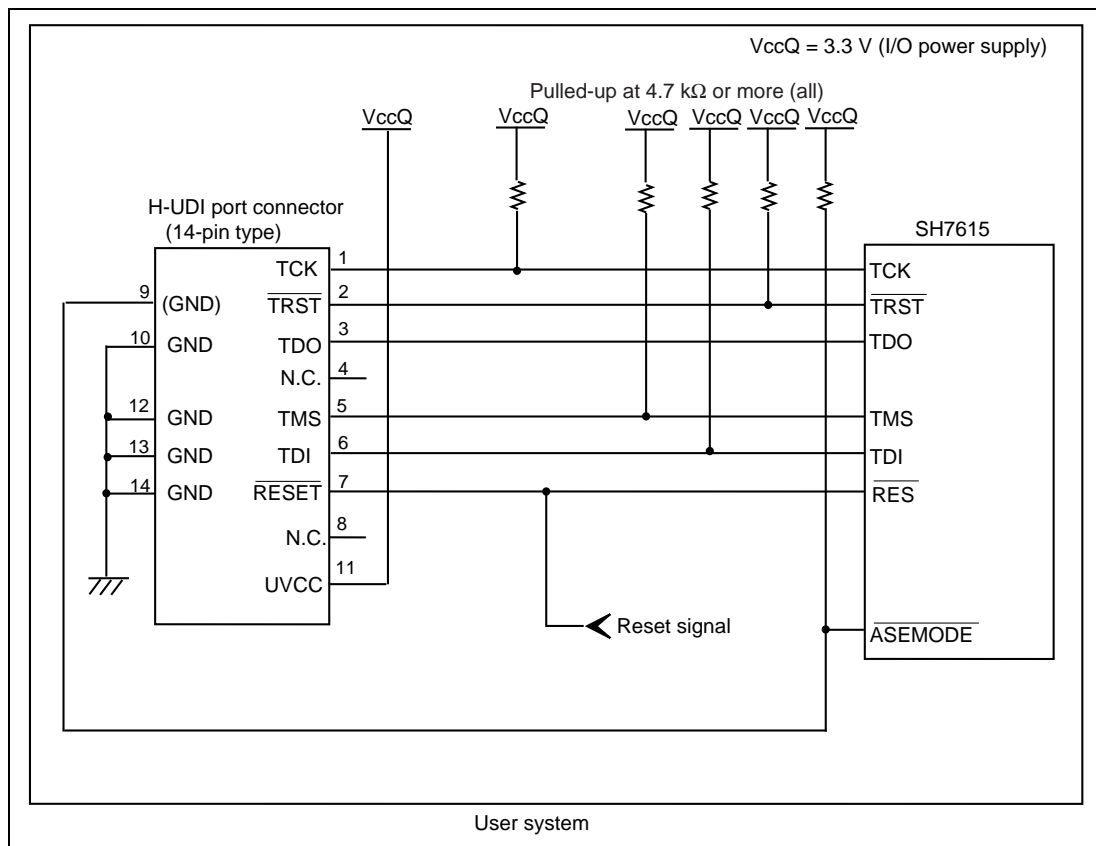 VccQ = 3.3 V (I/O power supply)
Pulled-up at 4.7 kΩ or more (all)
VccQ
VccQ
VccQ
VccQ
VccQ
VccQ
H-UDI port connector
(14-pin type)
SH7615
1
TCK
TCK
9
(GND)
2
TRST
TRST
10
GND
3
TDO
TDO
4
N.C.
12
GND
5
TMS
TMS
13
GND
6
TDI
TDI
14
GND
7
RESET
RES
8
N.C.
11
UVCC
Reset signal
ASEMODE
User system